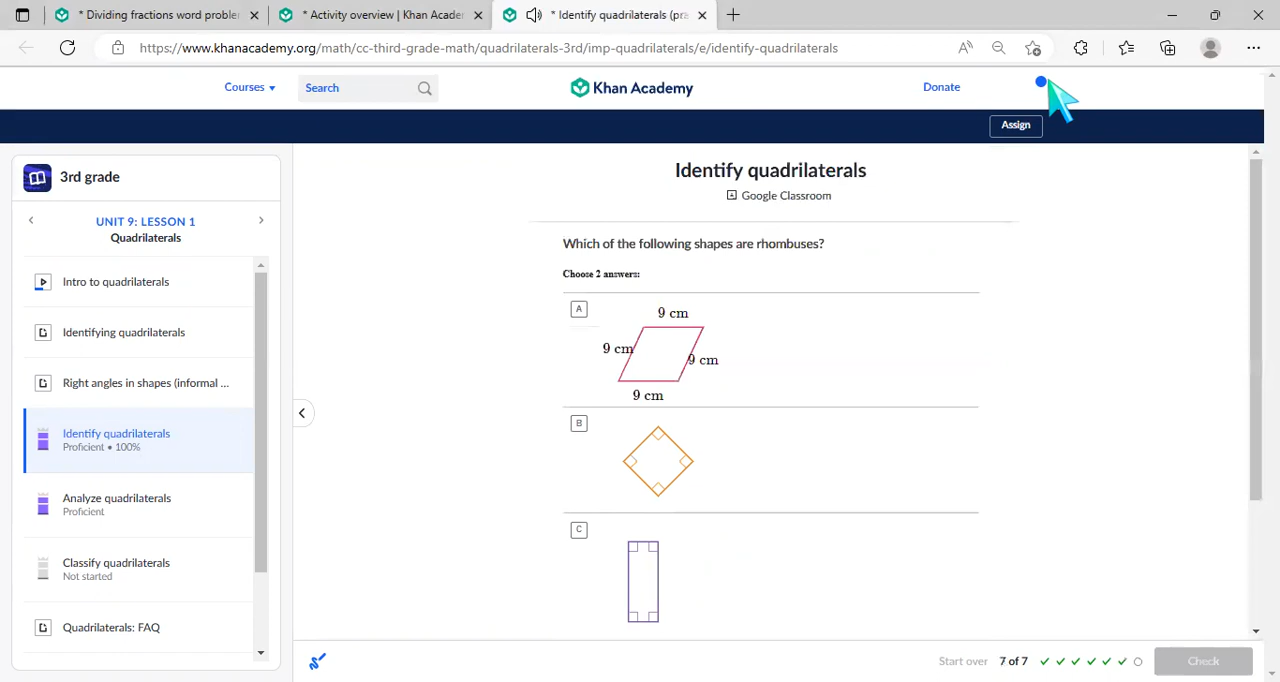 * Dividing fractions word proble
* Activity overview | Khan Acader
* Identify quadrilaterals (pra
https://www.khanacademy.org/math/cc-third-grade-math/quadrilaterals-3rd/imp-quadrilaterals/e/identify-quadrilaterals
Courses
Search
Khan Academy
Donate
Assign
3rd grade
UNIT 9: LESSON 1
Quadrilaterals
Intro to quadrilaterals
Identifying quadrilaterals
Right angles in shapes (informal ...
Identify quadrilaterals
Proficient • 100%
Analyze quadrilaterals
Proficient
Classify quadrilaterals
Not started
Quadrilaterals: FAQ
Identify quadrilaterals
Google Classroom
Which of the following shapes are rhombuses?
Choose 2 answers:
A
9 cm
9 cm
9 cm
9 cm
B
C
Start over
7 of 7
Check